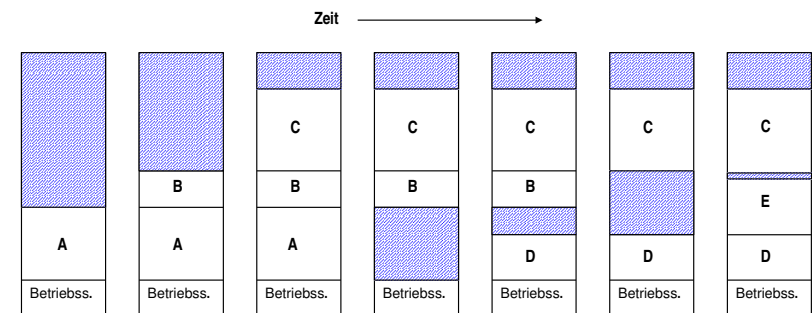 Zeit
C C C C C
B B B B
E
A A A
D D D
Betriebss. Betriebss. Betriebss. Betriebss. Betriebss. Betriebss. Betriebss.